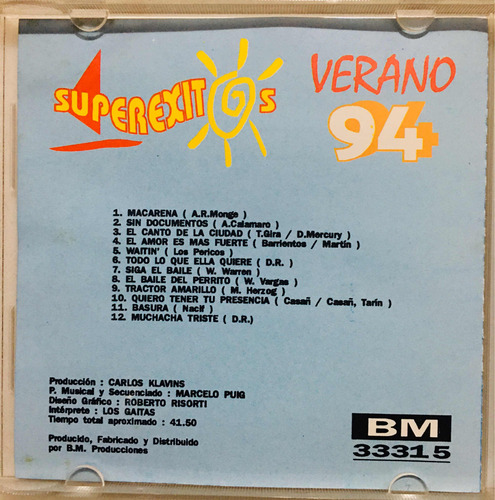 SUPEREXITOS
VERANO
94
1. MACARENA ( A.R.Monge )
2. SIN DOCUMENTOS ( A.Calamaro )
3. EL CANTO DE LA CIUDAD ( T.Gira / D.Mercury )
4. EL AMOR ES MAS FUERTE ( Barrientos / Martín )
5. WAITIN' ( Los Pericos )
6. TODO LO QUE ELLA QUIERE ( D.R. )
7. SIGA EL BAILE ( W. Warren )
8. EL BAILE DEL PERRITO ( W. Vargas )
9. TRACTOR AMARILLO ( M. Herzog )
10. QUIERO TENER TU PRESENCIA ( Casañ / Casañ, Tarín )
11. BASURA ( Nacif )
12. MUCHACHA TRISTE ( D.R.)
Producción : CARLOS KLAVINS
P. Musical y Secuenciado : MARCELO PUIG
Diseño Gráfico : ROBERTO RISORTI
Intérprete : LOS GAITAS
Tiempo total aproximado : 41.50
Producido, Fabricado y Distribuido
por B.M. Producciones
BM
33315